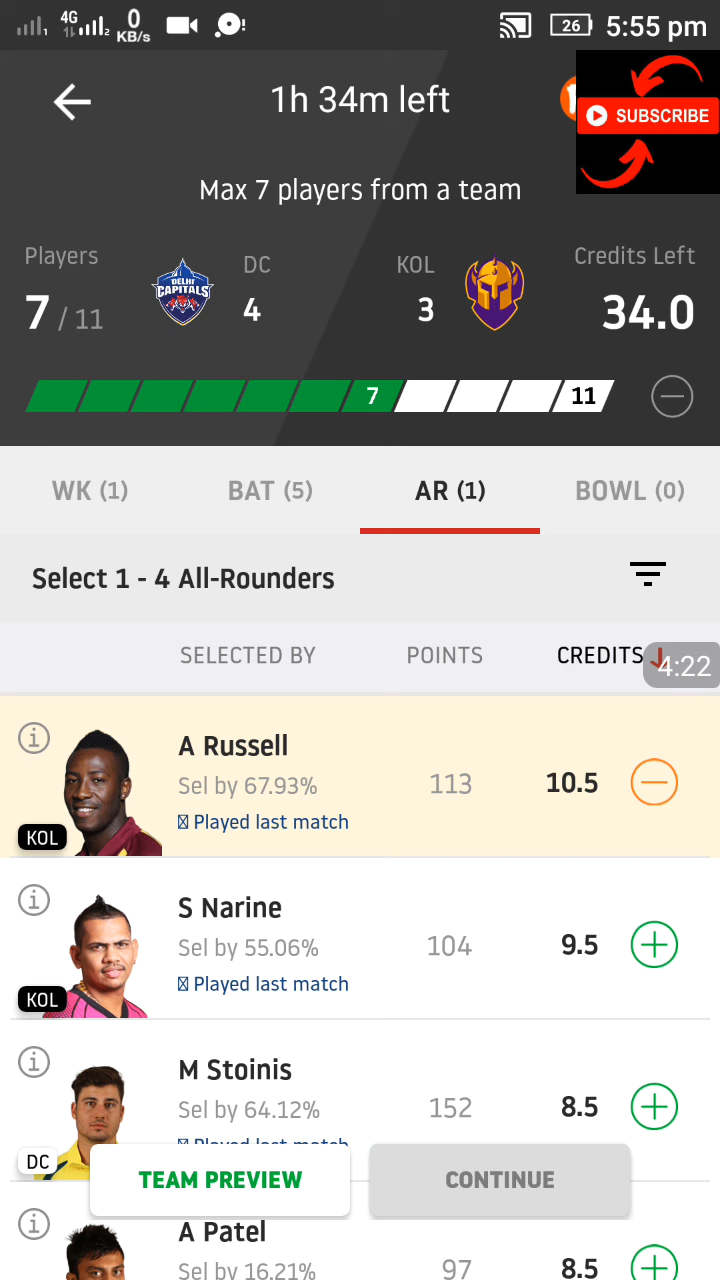 4G 0 KB/s 26 5:55 pm
1h 34m left
SUBSCRIBE
Max 7 players from a team
Players DC KOL Credits Left
DELHI CAPITALS
7 / 11 4 3 34.0
7 11
WK (1) BAT (5) AR (1) BOWL (0)
Select 1 - 4 All-Rounders
SELECTED BY POINTS CREDITS 4:22
A Russell
Sel by 67.93% 113 10.5
Played last match
KOL
S Narine
Sel by 55.06% 104 9.5
Played last match
KOL
M Stoinis
Sel by 64.12% 152 8.5
Played last match
DC
TEAM PREVIEW CONTINUE
A Patel
Sel by 16.21% 97 8.5